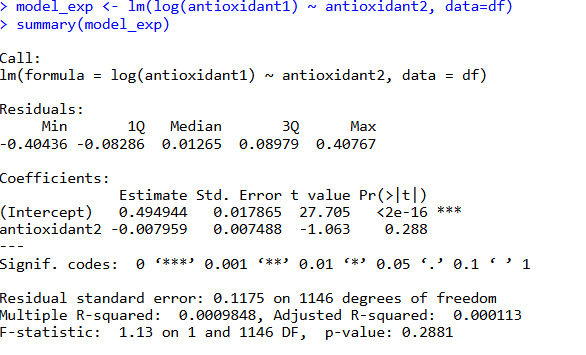 > model_exp <- lm(log(antioxidant1) ~ antioxidant2, data=df)
> summary(model_exp)

Call:
lm(formula = log(antioxidant1) ~ antioxidant2, data = df)

Residuals:
     Min       1Q   Median       3Q      Max
-0.40436 -0.08286  0.01265  0.08979  0.40767

Coefficients:
              Estimate Std. Error t value Pr(>|t|)
(Intercept)   0.494944   0.017865  27.705   <2e-16 ***
antioxidant2 -0.007959   0.007488  -1.063    0.288
---
Signif. codes:  0 ‘***’ 0.001 ‘**’ 0.01 ‘*’ 0.05 ‘.’ 0.1 ‘ ’ 1

Residual standard error: 0.1175 on 1146 degrees of freedom
Multiple R-squared:  0.0009848, Adjusted R-squared:  0.000113
F-statistic:  1.13 on 1 and 1146 DF,  p-value: 0.2881